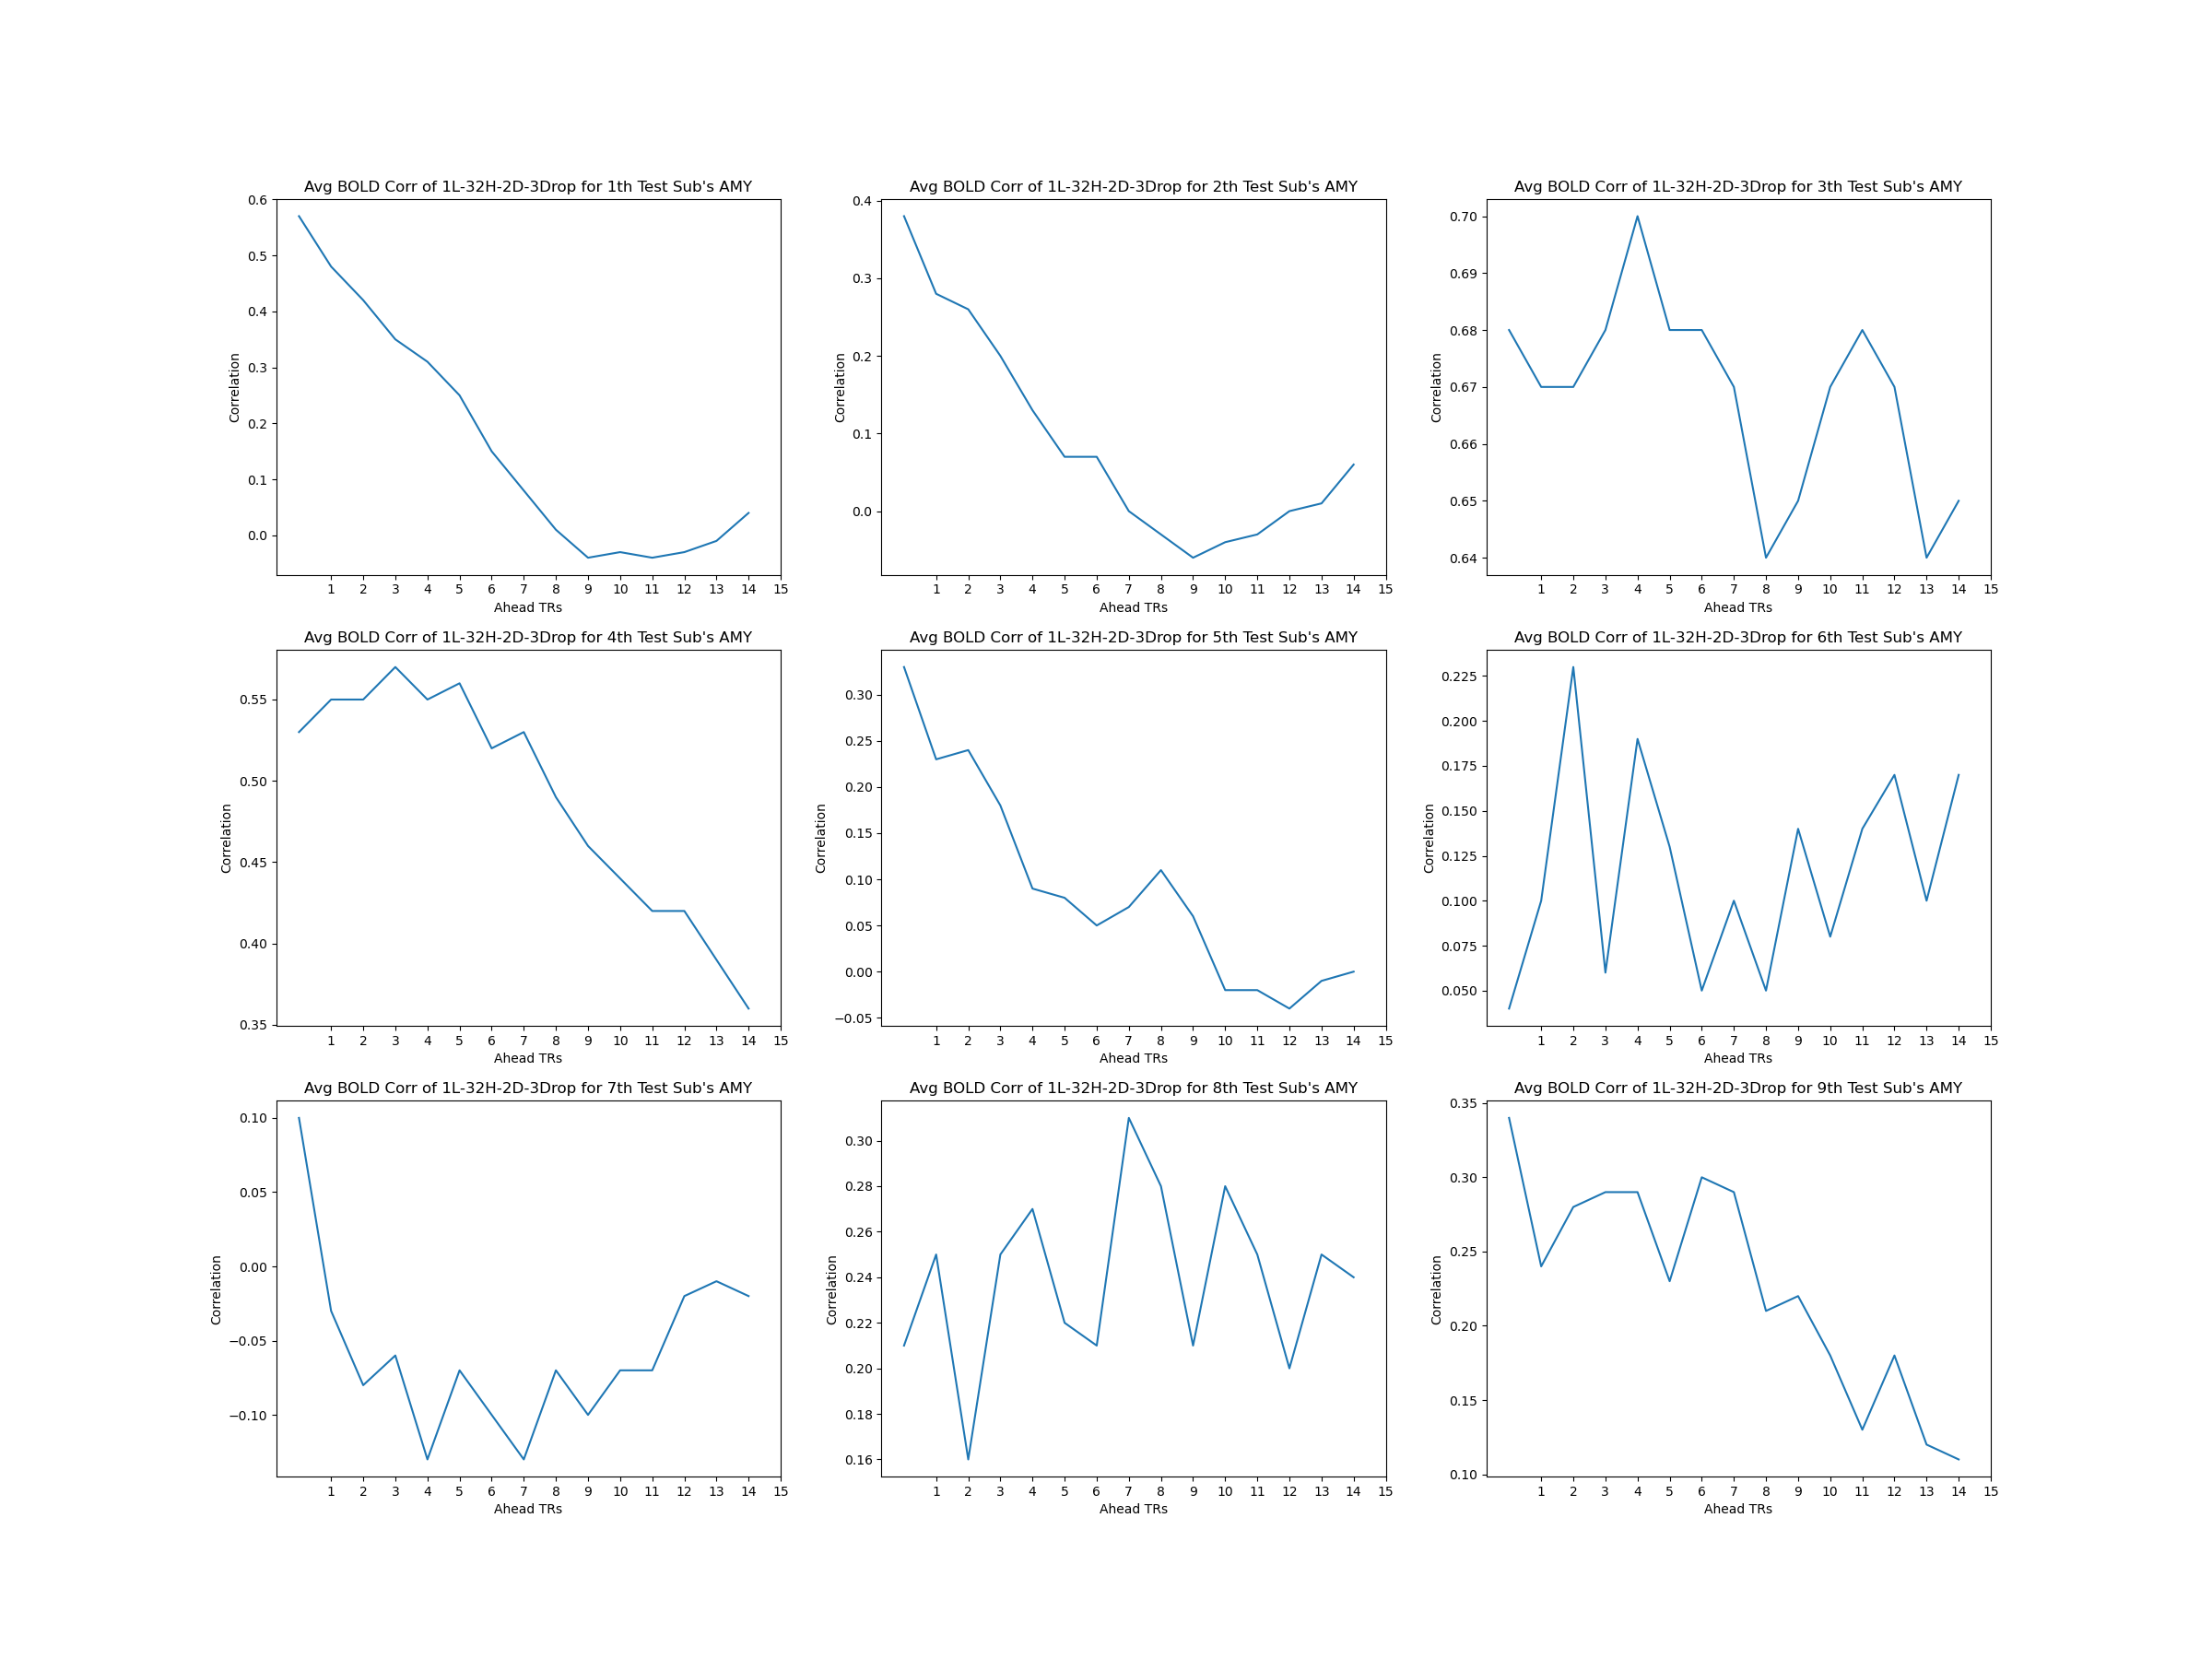 Avg BOLD Corr of 1L-32H-2D-3Drop for 1th Test Sub's AMY
0.6
0.5
0.4
0.3
0.2
0.1
0.0
Correlation
1 2 3 4 5 6 7 8 9 10 11 12 13 14 15
Ahead TRs
Avg BOLD Corr of 1L-32H-2D-3Drop for 2th Test Sub's AMY
0.4
0.3
0.2
0.1
0.0
Correlation
1 2 3 4 5 6 7 8 9 10 11 12 13 14 15
Ahead TRs
Avg BOLD Corr of 1L-32H-2D-3Drop for 3th Test Sub's AMY
0.70
0.69
0.68
0.67
0.66
0.65
0.64
Correlation
1 2 3 4 5 6 7 8 9 10 11 12 13 14 15
Ahead TRs
Avg BOLD Corr of 1L-32H-2D-3Drop for 4th Test Sub's AMY
0.55
0.50
0.45
0.40
0.35
Correlation
1 2 3 4 5 6 7 8 9 10 11 12 13 14 15
Ahead TRs
Avg BOLD Corr of 1L-32H-2D-3Drop for 5th Test Sub's AMY
0.30
0.25
0.20
0.15
0.10
0.05
0.00
−0.05
Correlation
1 2 3 4 5 6 7 8 9 10 11 12 13 14 15
Ahead TRs
Avg BOLD Corr of 1L-32H-2D-3Drop for 6th Test Sub's AMY
0.225
0.200
0.175
0.150
0.125
0.100
0.075
0.050
Correlation
1 2 3 4 5 6 7 8 9 10 11 12 13 14 15
Ahead TRs
Avg BOLD Corr of 1L-32H-2D-3Drop for 7th Test Sub's AMY
0.10
0.05
0.00
−0.05
−0.10
Correlation
1 2 3 4 5 6 7 8 9 10 11 12 13 14 15
Ahead TRs
Avg BOLD Corr of 1L-32H-2D-3Drop for 8th Test Sub's AMY
0.30
0.28
0.26
0.24
0.22
0.20
0.18
0.16
Correlation
1 2 3 4 5 6 7 8 9 10 11 12 13 14 15
Ahead TRs
Avg BOLD Corr of 1L-32H-2D-3Drop for 9th Test Sub's AMY
0.35
0.30
0.25
0.20
0.15
0.10
Correlation
1 2 3 4 5 6 7 8 9 10 11 12 13 14 15
Ahead TRs